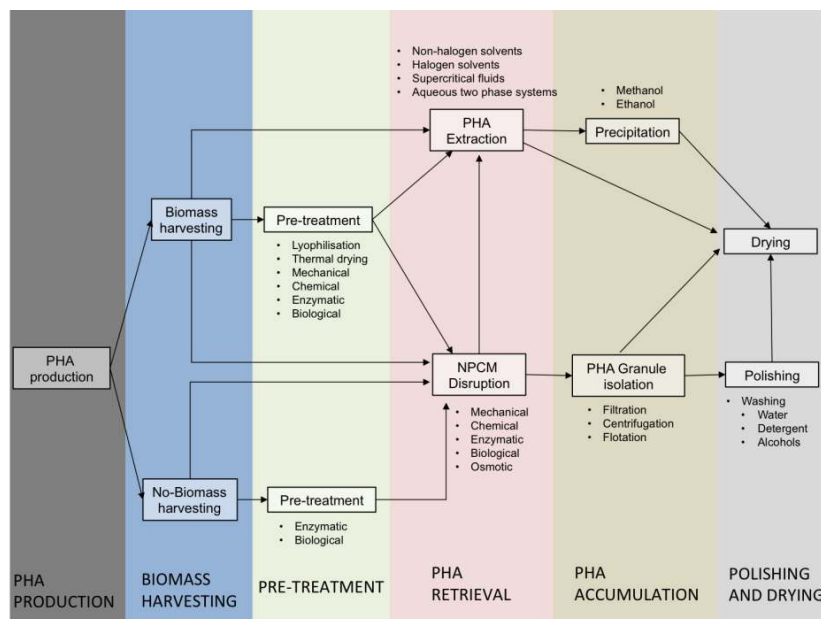 • Non-halogen solvents
• Halogen solvents
• Supercritical fluids
• Aqueous two phase systems
• Methanol
• Ethanol
PHA
Extraction
Precipitation
Biomass
harvesting
Pre-treatment
• Lyophilisation
• Thermal drying
• Mechanical
• Chemical
• Enzymatic
• Biological
Drying
PHA
production
NPCM
Disruption
• Mechanical
• Chemical
• Enzymatic
• Biological
• Osmotic
PHA Granule
isolation
• Filtration
• Centrifugation
• Flotation
Polishing
• Washing
• Water
• Detergent
• Alcohols
No-Biomass
harvesting
Pre-treatment
• Enzymatic
• Biological
PHA
PRODUCTION
BIOMASS
HARVESTING
PRE-TREATMENT
PHA
RETRIEVAL
PHA
ACCUMULATION
POLISHING
AND DRYING